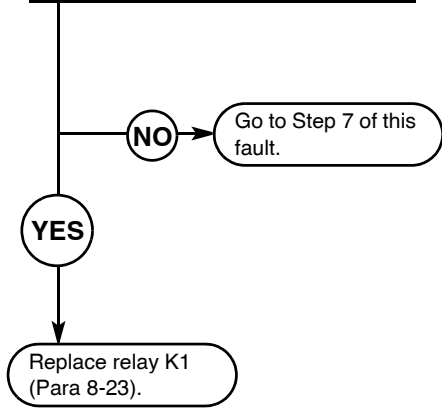 NO
Go to Step 7 of this
fault.
YES
Replace relay K1
(Para 8-23).